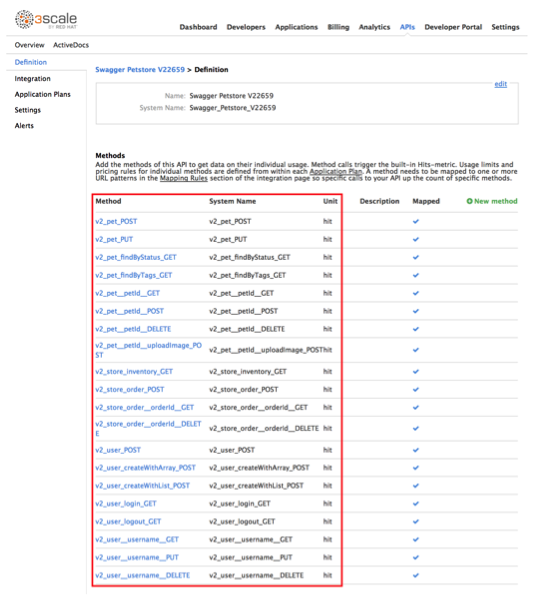 3scale
BY RED HAT
Dashboard Developers Applications Billing Analytics APIs Developer Portal Settings
Overview ActiveDocs
Definition
Integration
Application Plans
Settings
Alerts
Swagger Petstore V22659 > Definition
edit
Name: Swagger Petstore V22659
System Name: Swagger_Petstore_V22659
Methods
Add the methods of this API to get data on their individual usage. Method calls trigger the built-in Hits-metric. Usage limits and
pricing rules for individual methods are defined from within each Application Plan. A method needs to be mapped to one or more
URL patterns in the Mapping Rules section of the integration page so specific calls to your API up the count of specific methods.
Method System Name Unit Description Mapped New method
v2_pet_POST v2_pet_POST hit
v2_pet_PUT v2_pet_PUT hit
v2_pet_findByStatus_GET v2_pet_findByStatus_GET hit
v2_pet_findByTags_GET v2_pet_findByTags_GET hit
v2_pet__petId__GET v2_pet__petId__GET hit
v2_pet__petId__POST v2_pet__petId__POST hit
v2_pet__petId__DELETE v2_pet__petId__DELETE hit
v2_pet__petId__uploadImage_PO
ST v2_pet__petId__uploadImage_POST hit
v2_store_inventory_GET v2_store_inventory_GET hit
v2_store_order_POST v2_store_order_POST hit
v2_store_order__orderId__GET v2_store_order__orderId__GET hit
v2_store_order__orderId__DELET
E v2_store_order__orderId__DELETE hit
v2_user_POST v2_user_POST hit
v2_user_createWithArray_POST v2_user_createWithArray_POST hit
v2_user_createWithList_POST v2_user_createWithList_POST hit
v2_user_login_GET v2_user_login_GET hit
v2_user_logout_GET v2_user_logout_GET hit
v2_user__username__GET v2_user__username__GET hit
v2_user__username__PUT v2_user__username__PUT hit
v2_user__username__DELETE v2_user__username__DELETE hit